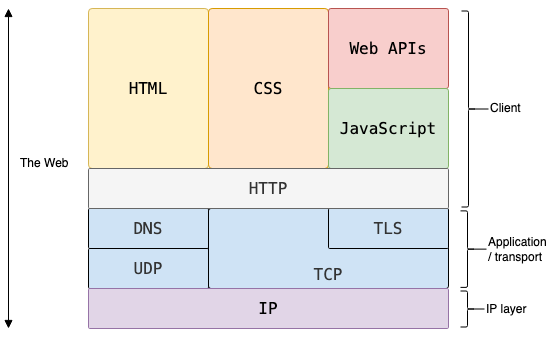 Web APIs
HTML
CSS
Client
JavaScript
The Web
HTTP
DNS
TLS
Application
/ transport
UDP
TCP
IP
IP layer